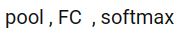 pool , FC , softmax